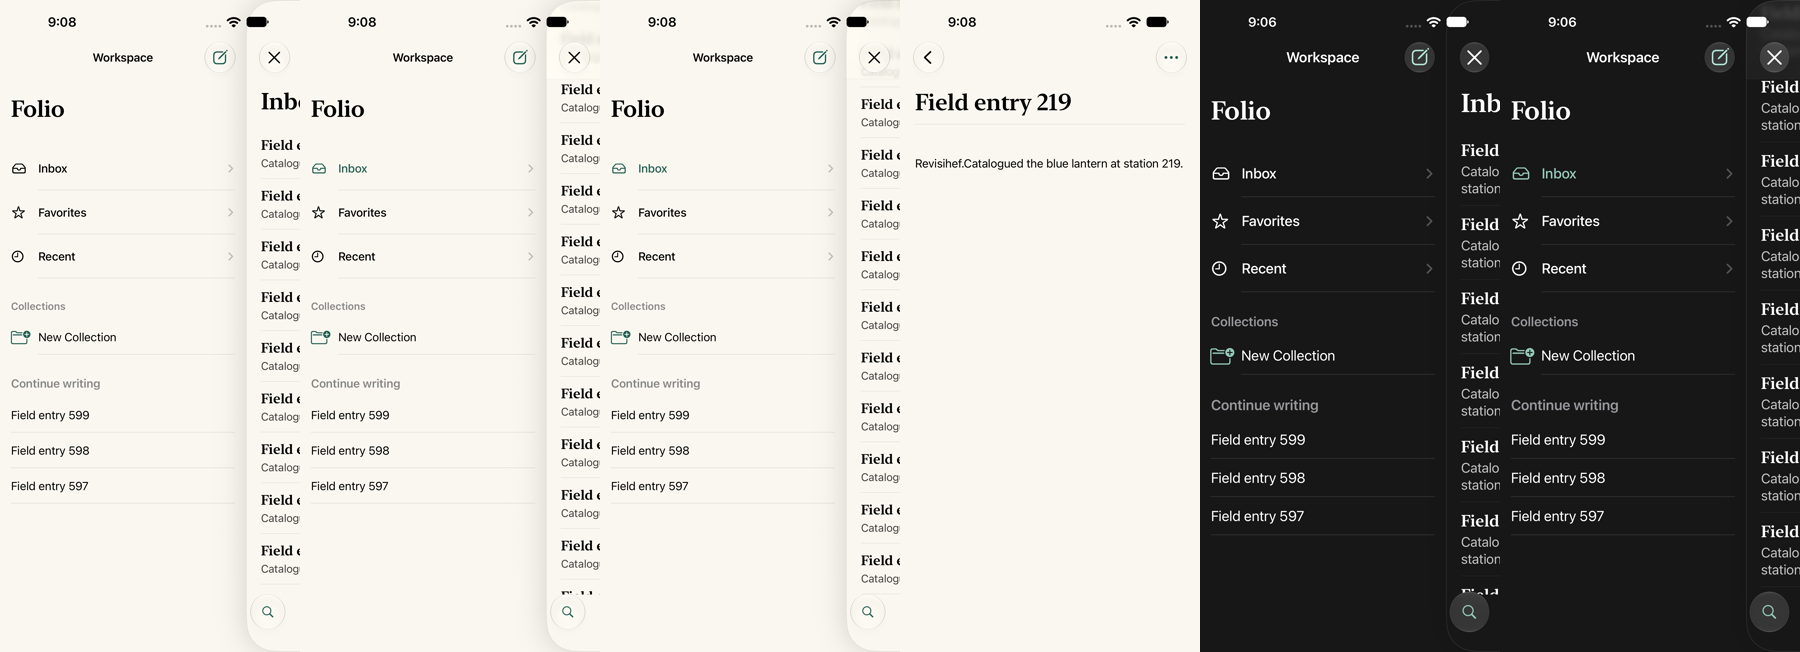 9:08
Workspace
Folio
Inbox
Favorites
Recent
Collections
New Collection
Continue writing
Field entry 599
Field entry 598
Field entry 597
9:08
Workspace
Folio
Inbox
Favorites
Recent
Collections
New Collection
Continue writing
Field entry 599
Field entry 598
Field entry 597
9:08
Workspace
Folio
Inbox
Favorites
Recent
Collections
New Collection
Continue writing
Field entry 599
Field entry 598
Field entry 597
9:08
Field entry 219
Revisihef.Catalogued the blue lantern at station 219.
9:06
Workspace
Folio
Inbox
Favorites
Recent
Collections
New Collection
Continue writing
Field entry 599
Field entry 598
Field entry 597
9:06
Workspace
Folio
Inbox
Favorites
Recent
Collections
New Collection
Continue writing
Field entry 599
Field entry 598
Field entry 597